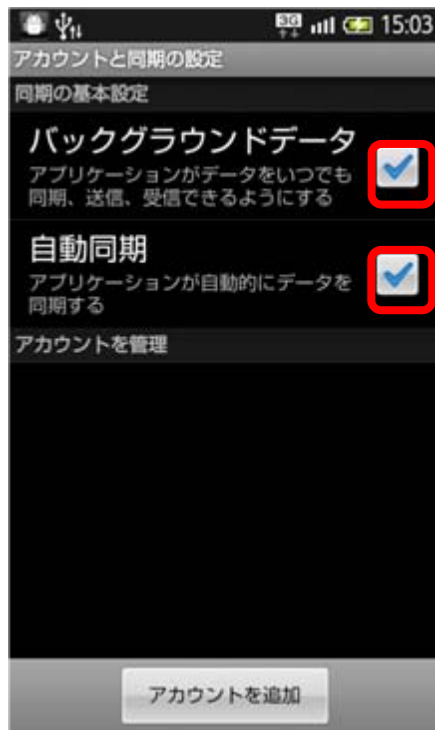 3G 15:03
アカウントと同期の設定
同期の基本設定
バックグラウンドデータ
アプリケーションがデータをいつでも
同期、送信、受信できるようにする
自動同期
アプリケーションが自動的にデータを
同期する
アカウントを管理
アカウントを追加